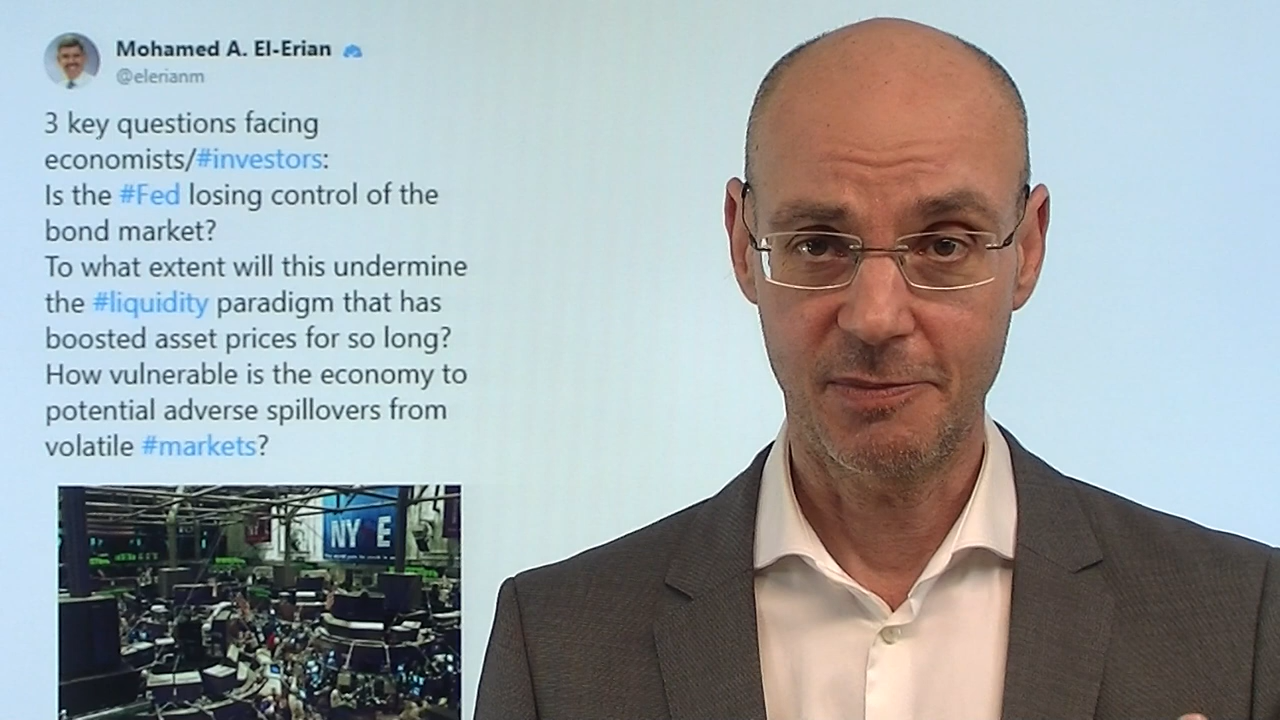 Mohamed A. El-Erian
@elerianm
3 key questions facing
economists/#investors:
Is the #Fed losing control of the
bond market?
To what extent will this undermine
the #liquidity paradigm that has
boosted asset prices for so long?
How vulnerable is the economy to
potential adverse spillovers from
volatile #markets?
NY E